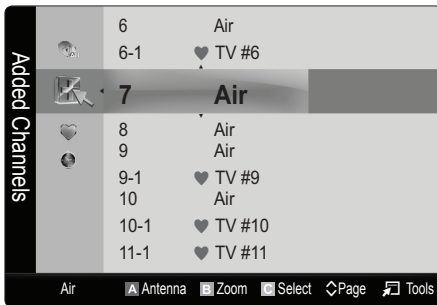 Added Channels
6 Air
6-1 ♥ TV #6
7 Air
8 Air
9 Air
9-1 ♥ TV #9
10 Air
10-1 ♥ TV #10
11-1 ♥ TV #11
Air A Antenna B Zoom C Select Page Tools